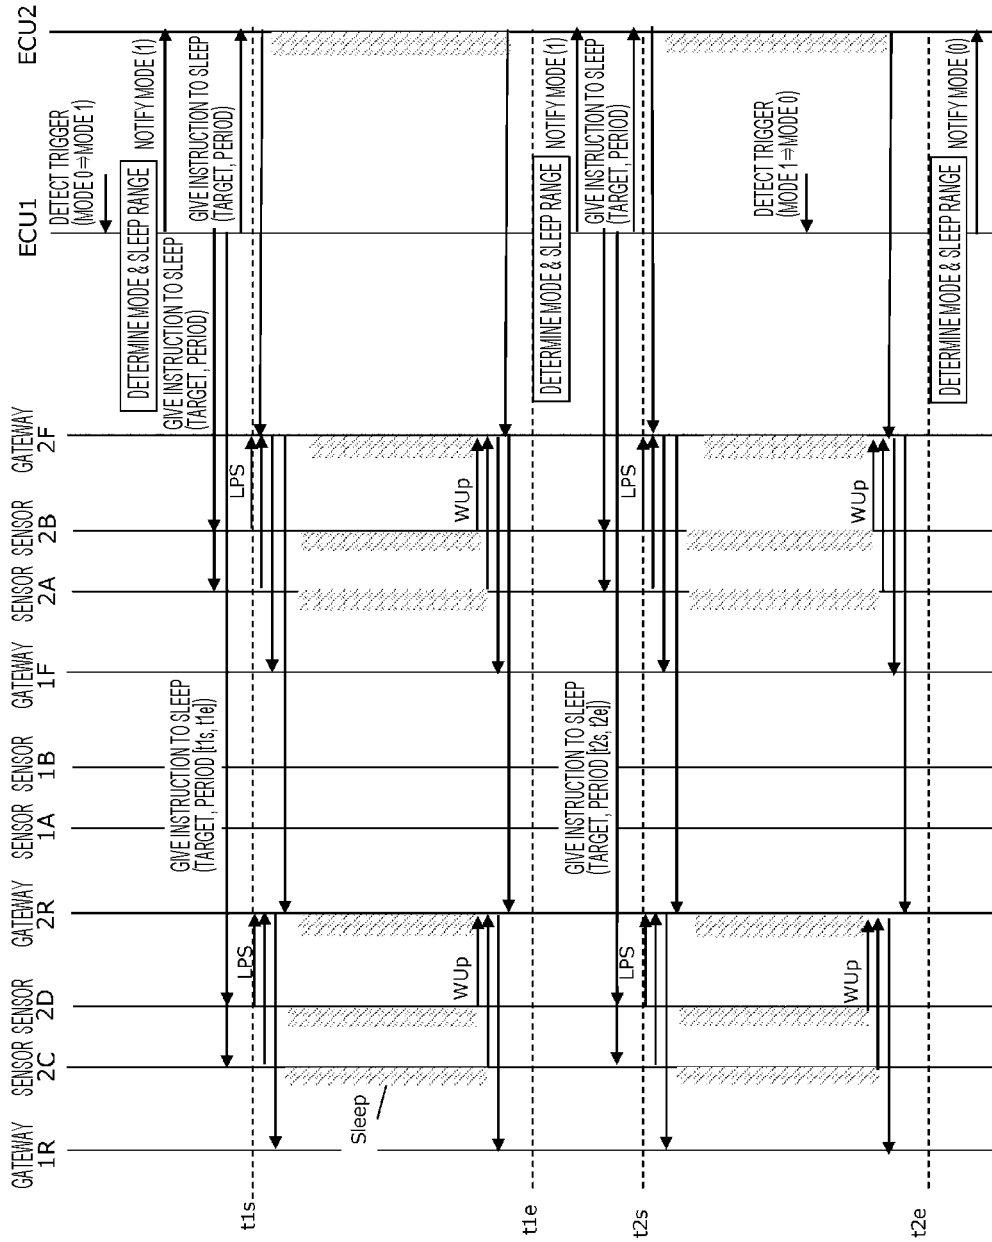 GATEWAY
1R
SENSOR
2C
SENSOR
2D
GATEWAY
2R
SENSOR
1A
SENSOR
1B
GATEWAY
1F
SENSOR
2A
SENSOR
2B
GATEWAY
2F
ECU1
ECU2
DETECT TRIGGER
(MODE 0⇒MODE 1)
DETERMINE MODE & SLEEP RANGE
NOTIFY MODE (1)
GIVE INSTRUCTION TO SLEEP
(TARGET, PERIOD)
GIVE INSTRUCTION TO SLEEP
(TARGET, PERIOD)
GIVE INSTRUCTION TO SLEEP
(TARGET, PERIOD [t1s, t1e])
t1s
LPS
LPS
Sleep
WUp
WUp
t1e
DETERMINE MODE & SLEEP RANGE
NOTIFY MODE (1)
GIVE INSTRUCTION TO SLEEP
(TARGET, PERIOD)
GIVE INSTRUCTION TO SLEEP
(TARGET, PERIOD [t2s, t2e])
t2s
LPS
LPS
DETECT TRIGGER
(MODE 1⇒MODE 0)
WUp
WUp
t2e
DETERMINE MODE & SLEEP RANGE
NOTIFY MODE (0)